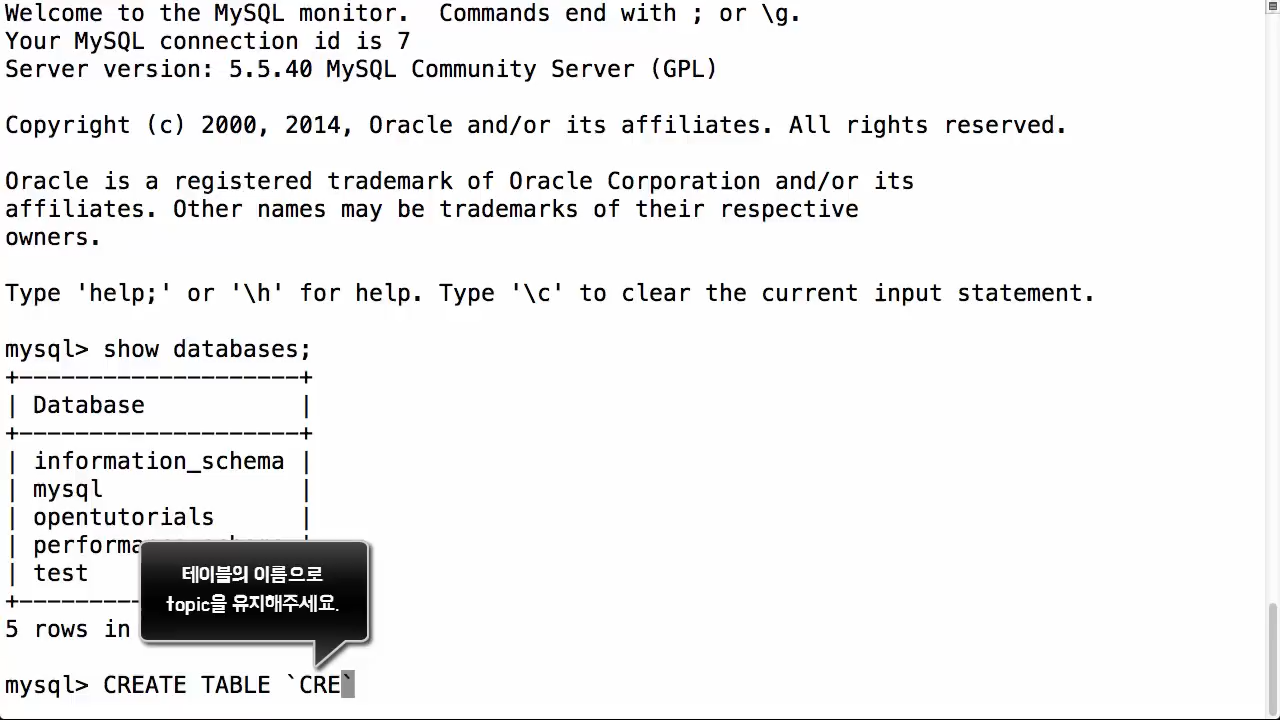 Welcome to the MySQL monitor.  Commands end with ; or \g.
Your MySQL connection id is 7
Server version: 5.5.40 MySQL Community Server (GPL)
Copyright (c) 2000, 2014, Oracle and/or its affiliates. All rights reserved.
Oracle is a registered trademark of Oracle Corporation and/or its
affiliates. Other names may be trademarks of their respective
owners.
Type 'help;' or '\h' for help. Type '\c' to clear the current input statement.
mysql> show databases;
+--------------------+
| Database           |
+--------------------+
| information_schema |
| mysql              |
| opentutorials      |
| test
5 rows in
테이블의 이름으로
topic을 유지해주세요.
mysql> CREATE TABLE `CRE`